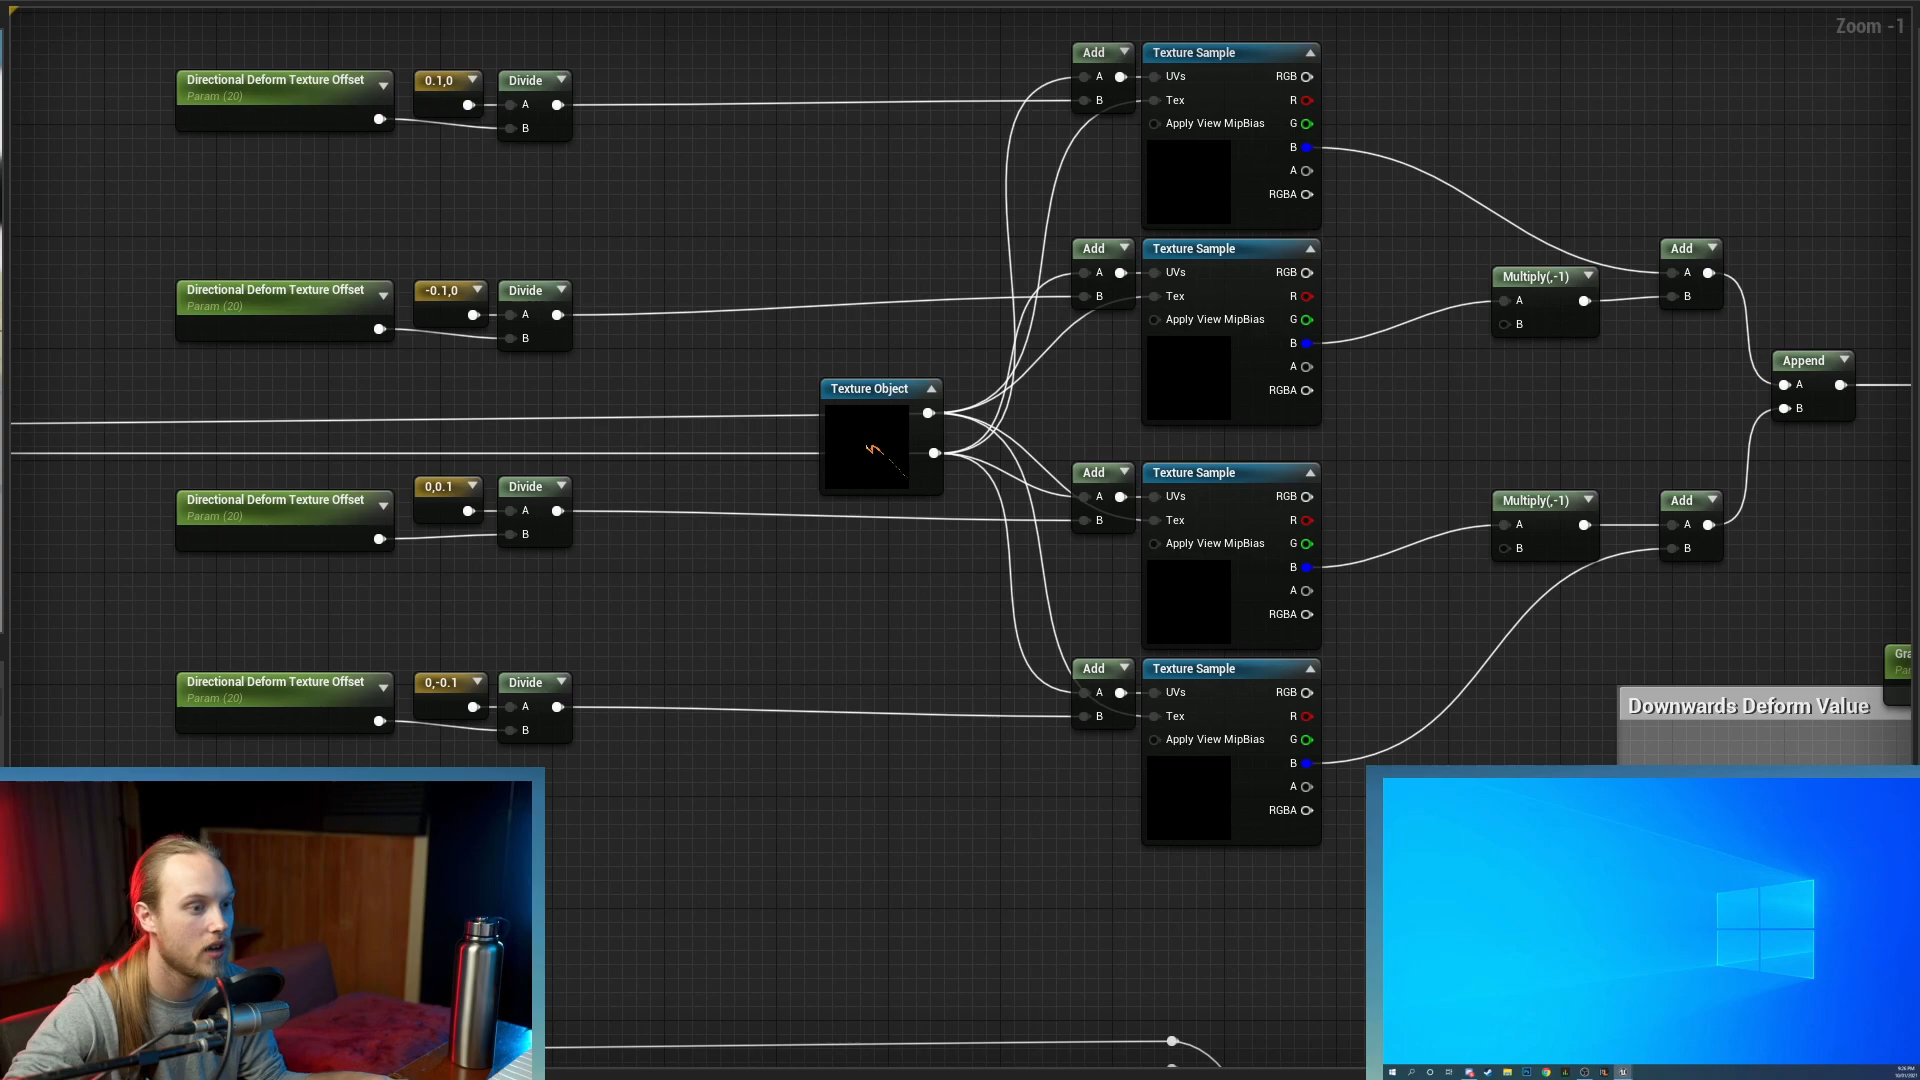 Zoom -1
Directional Deform Texture Offset
Param (20)
0.1,0
Divide
A
B
Add
A
B
Texture Sample
UVs
RGB
Tex
R
Apply View MipBias
G
B
A
RGBA
Directional Deform Texture Offset
Param (20)
-0.1,0
Divide
A
B
Add
A
B
Texture Sample
UVs
RGB
Tex
R
Apply View MipBias
G
B
A
RGBA
Multiply(,-1)
A
B
Add
A
B
Texture Object
Append
A
B
Directional Deform Texture Offset
Param (20)
0,0.1
Divide
A
B
Add
A
B
Texture Sample
UVs
RGB
Tex
R
Apply View MipBias
G
B
A
RGBA
Multiply(,-1)
A
B
Add
A
B
Directional Deform Texture Offset
Param (20)
0,-0.1
Divide
A
B
Add
A
B
Texture Sample
UVs
RGB
Tex
R
Apply View MipBias
G
B
A
RGBA
Gra
Par
Downwards Deform Value